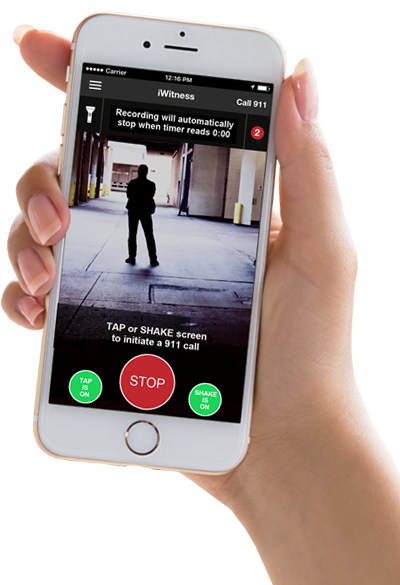 Carrier 12:16 PM
iWitness
Call 911
Recording will automatically
stop when timer reads 0:00
2
TAP or SHAKE screen
to initiate a 911 call
TAP
IS
ON
STOP
SHAKE
IS
ON